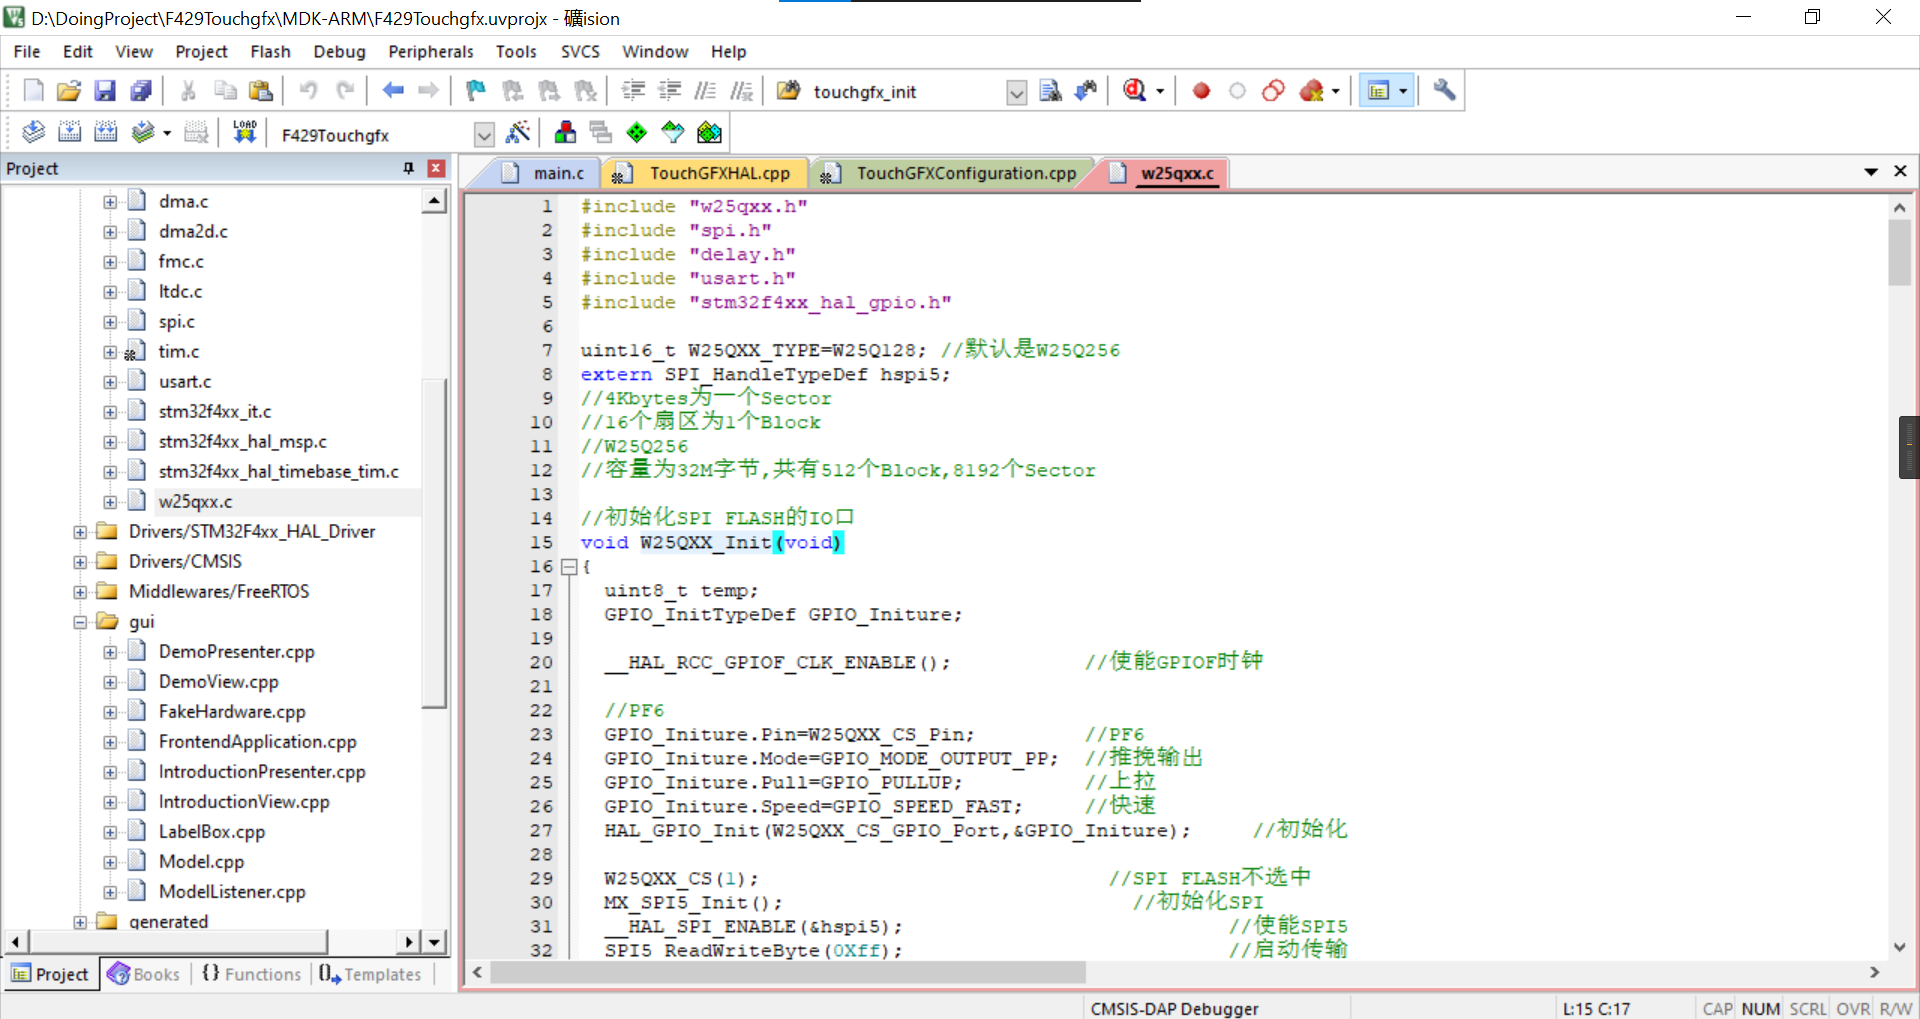 D:\DoingProject\F429Touchgfx\MDK-ARM\F429Touchgfx.uvprojx - 礦ision
File Edit View Project Flash Debug Peripherals Tools SVCS Window Help
touchgfx_init
LOAD F429Touchgfx
Project
main.c TouchGFXHAL.cpp TouchGFXConfiguration.cpp w25qxx.c
dma.c
dma2d.c
fmc.c
ltdc.c
spi.c
tim.c
usart.c
stm32f4xx_it.c
stm32f4xx_hal_msp.c
stm32f4xx_hal_timebase_tim.c
w25qxx.c
Drivers/STM32F4xx_HAL_Driver
Drivers/CMSIS
Middlewares/FreeRTOS
gui
DemoPresenter.cpp
DemoView.cpp
FakeHardware.cpp
FrontendApplication.cpp
IntroductionPresenter.cpp
IntroductionView.cpp
LabelBox.cpp
Model.cpp
ModelListener.cpp
generated
Project Books {} Functions Templates
1 #include "w25qxx.h"
2 #include "spi.h"
3 #include "delay.h"
4 #include "usart.h"
5 #include "stm32f4xx_hal_gpio.h"
6
7 uint16_t W25QXX_TYPE=W25Q128; //默认是W25Q256
8 extern SPI_HandleTypeDef hspi5;
9 //4Kbytes为一个Sector
10 //16个扇区为1个Block
11 //W25Q256
12 //容量为32M字节,共有512个Block,8192个Sector
13
14 //初始化SPI FLASH的IO口
15 void W25QXX_Init(void)
16 {
17 uint8_t temp;
18 GPIO_InitTypeDef GPIO_Initure;
19
20 __HAL_RCC_GPIOF_CLK_ENABLE(); //使能GPIOF时钟
21
22 //PF6
23 GPIO_Initure.Pin=W25QXX_CS_Pin; //PF6
24 GPIO_Initure.Mode=GPIO_MODE_OUTPUT_PP; //推挽输出
25 GPIO_Initure.Pull=GPIO_PULLUP; //上拉
26 GPIO_Initure.Speed=GPIO_SPEED_FAST; //快速
27 HAL_GPIO_Init(W25QXX_CS_GPIO_Port,&GPIO_Initure); //初始化
28
29 W25QXX_CS(1); //SPI FLASH不选中
30 MX_SPI5_Init(); //初始化SPI
31 __HAL_SPI_ENABLE(&hspi5); //使能SPI5
32 SPI5_ReadWriteByte(0Xff); //启动传输
CMSIS-DAP Debugger L:15 C:17 CAP NUM SCRL OVR R/W